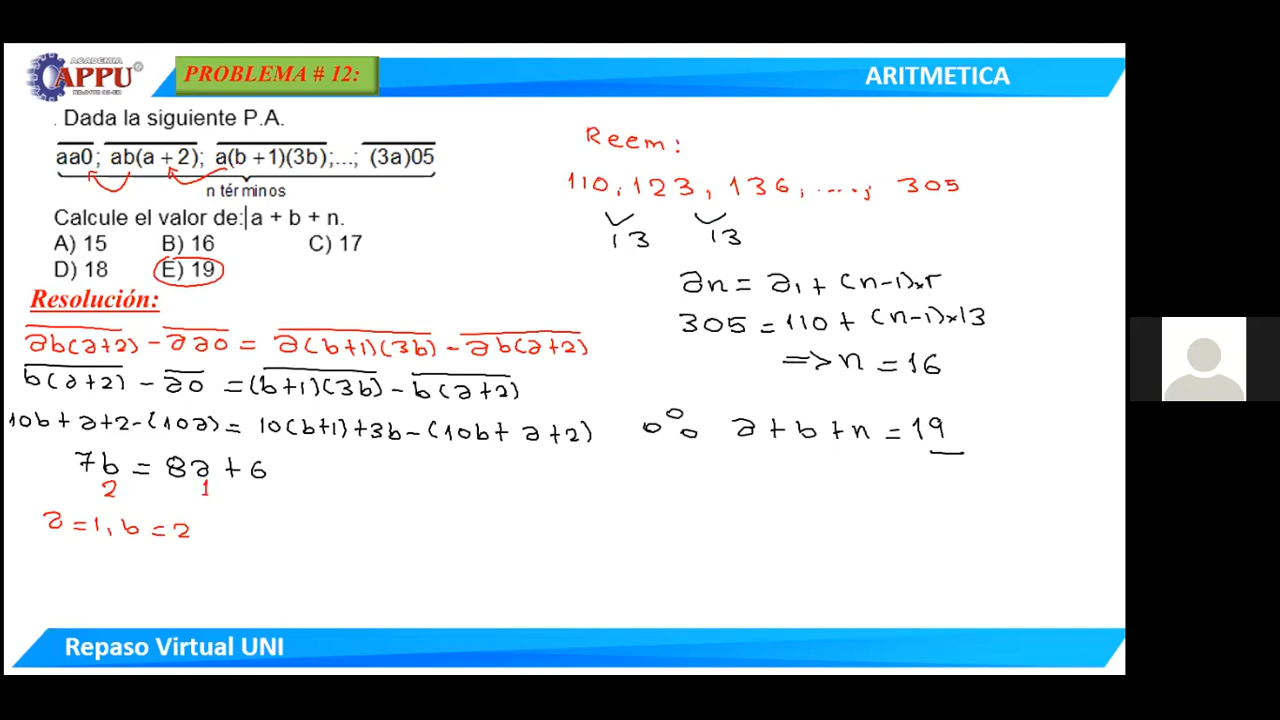 ACADEMIA
APPU
PROBLEMA # 12:
ARITMETICA
. Dada la siguiente P.A.
aa0; ab(a + 2); a(b + 1)(3b);...; (3a)05
n términos
Calcule el valor de: a + b + n.
A) 15 B) 16 C) 17
D) 18 E) 19
Resolución:
ab(a+2) - aa0 = a(b+1)(3b) - ab(a+2)
b(a+2) - a0 = (b+1)(3b) - b(a+2)
10b + a+2 - (10a) = 10(b+1) + 3b - (10b + a+2)
7b = 8a + 6
2 1
a = 1, b = 2
Reem:
110, 123, 136, ...., 305
13 13
an = a1 + (n-1)xr
305 = 110 + (n-1)x13
=> n = 16
a + b + n = 19
Repaso Virtual UNI